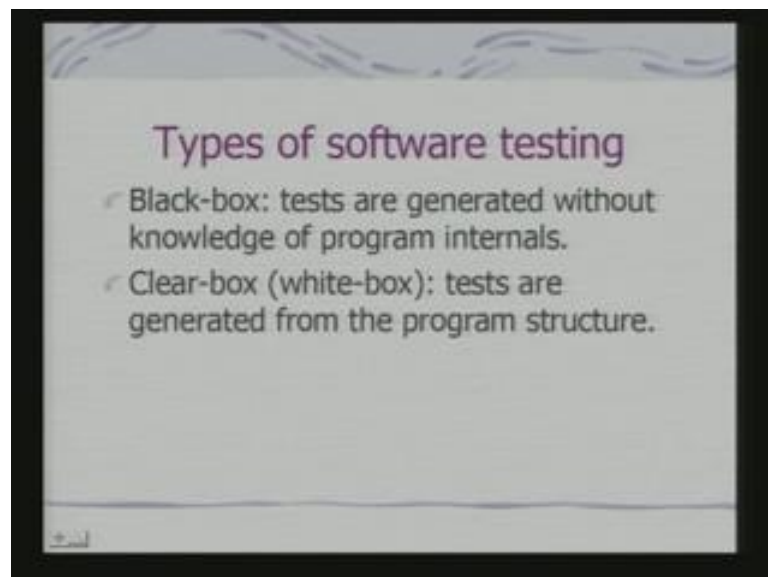 Types of software testing
Black-box: tests are generated without
knowledge of program internals.
Clear-box (white-box): tests are
generated from the program structure.